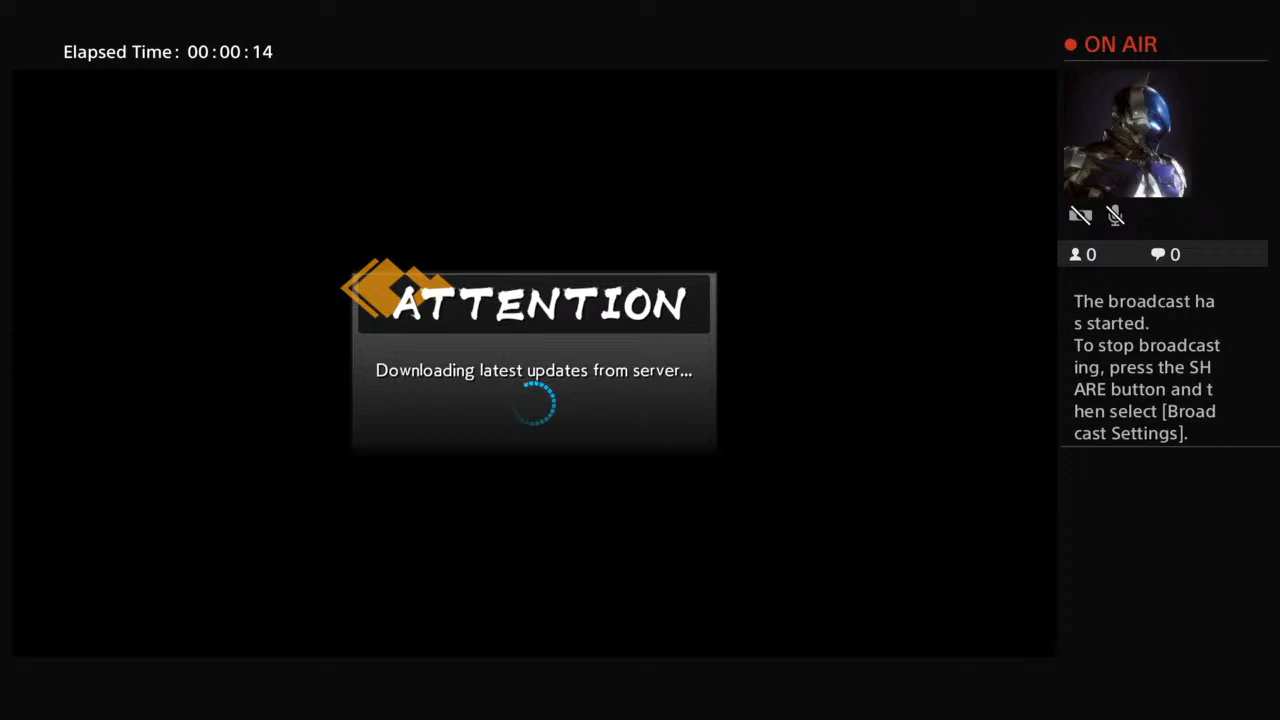 Elapsed Time: 00:00:14
ON AIR
0 0
ATTENTION
Downloading latest updates from server...
The broadcast ha
s started.
To stop broadcast
ing, press the SH
ARE button and t
hen select [Broad
cast Settings].